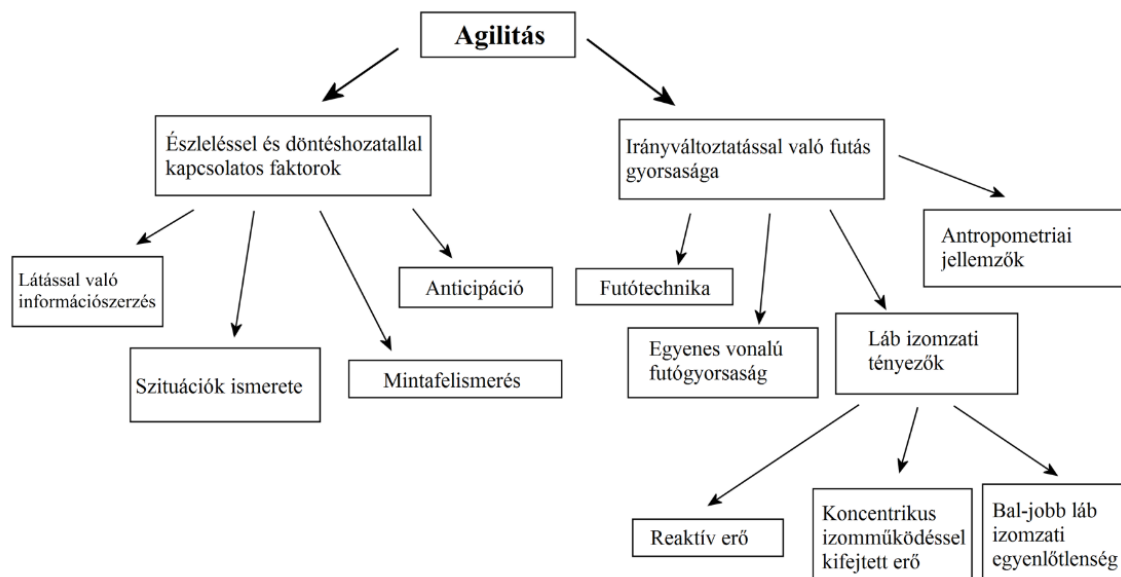 Agilitás
Észleléssel és döntéshozatallal
kapcsolatos faktorok
Irányváltoztatással való futás
gyorsasága
Látással való
információszerzés
Anticipáció
Futótechnika
Antropometriai
jellemzők
Szituációk ismerete
Mintafelismerés
Egyenes vonalú
futógyorsaság
Láb izomzati
tényezők
Reaktív erő
Koncentrikus
izomműködéssel
kifejtett erő
Bal-jobb láb
izomzati
egyenlőtlenség